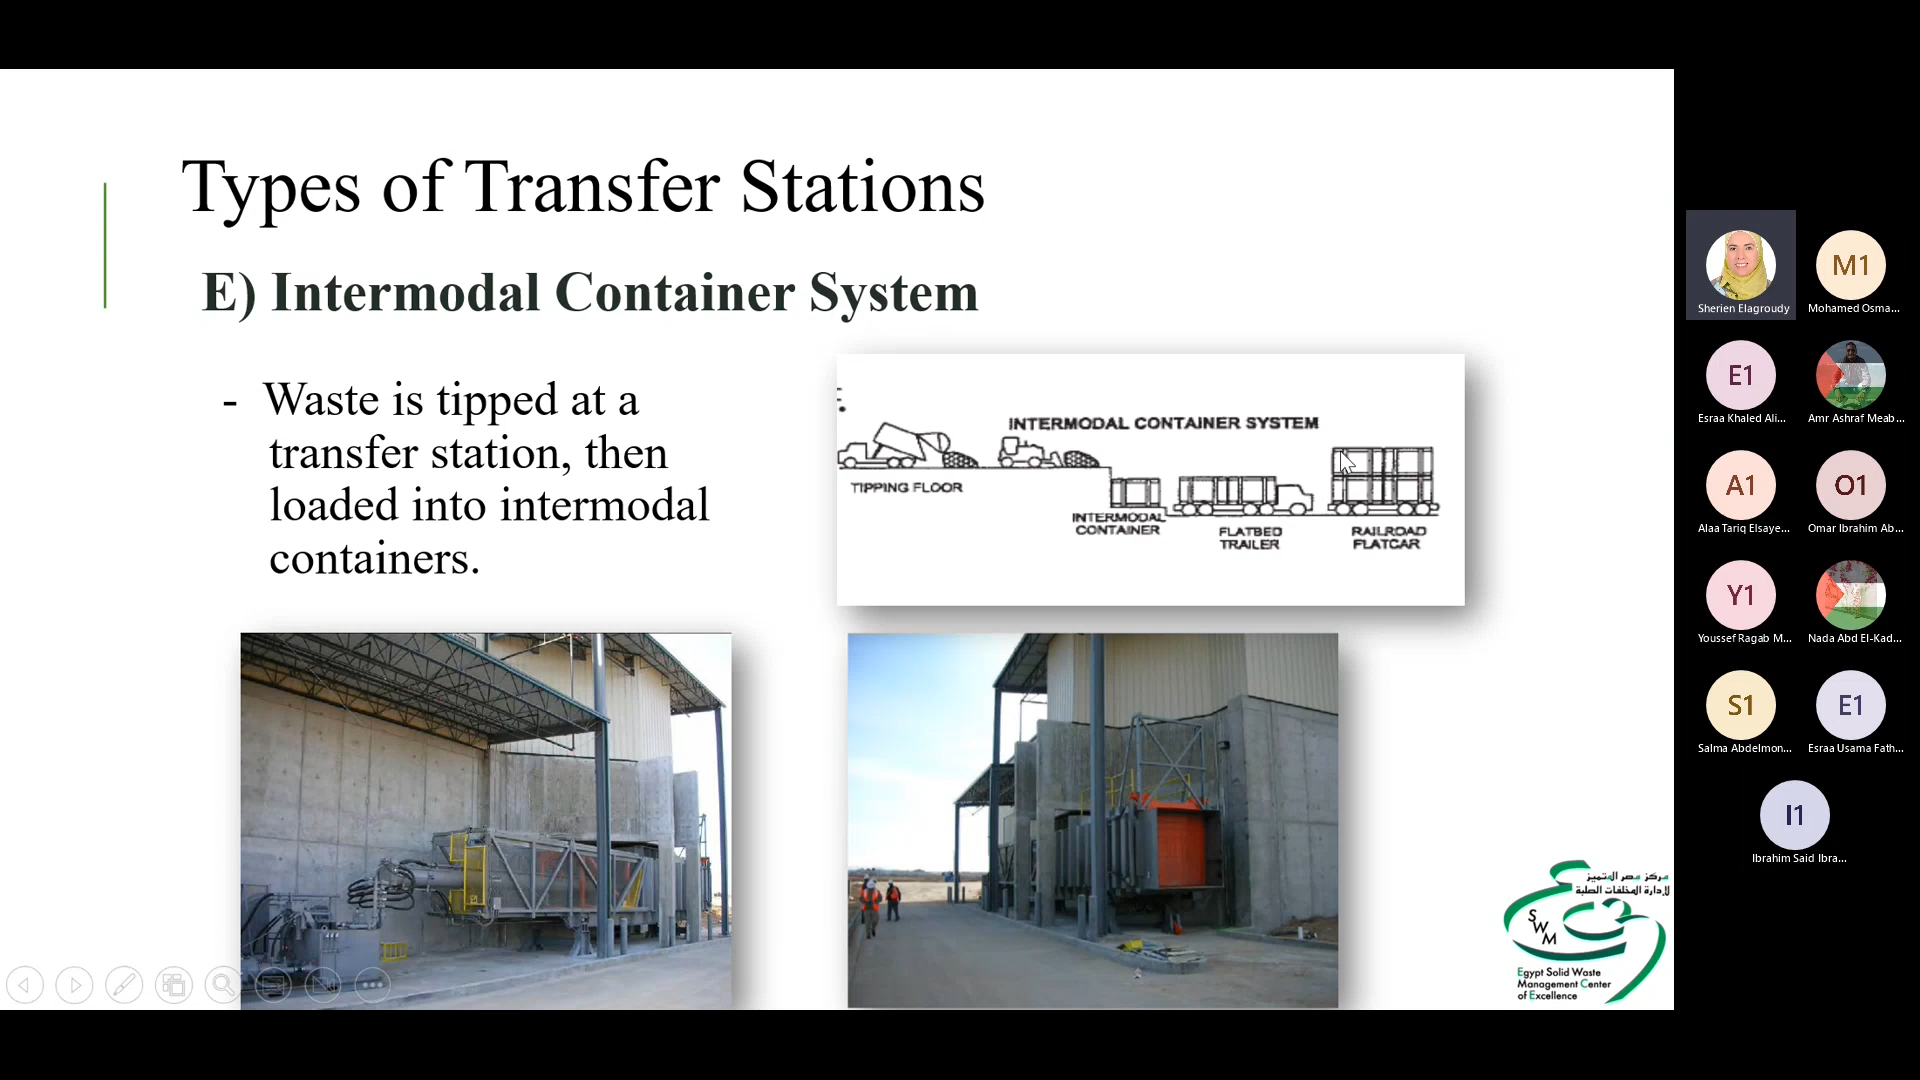 Types of Transfer Stations
E) Intermodal Container System
- Waste is tipped at a
transfer station, then
loaded into intermodal
containers.
INTERMODAL CONTAINER SYSTEM
TIPPING FLOOR
INTERMODAL
CONTAINER
FLATBED
TRAILER
RAILROAD
FLATCAR
مركز مصر المتميز
لإدارة المخلفات الصلبة
SWM
Egypt Solid Waste
Management Center
of Excellence
Sherien Elagroudy
M1
Mohamed Osma...
E1
Esraa Khaled Ali...
Amr Ashraf Meab...
A1
Alaa Tariq Elsaye...
O1
Omar Ibrahim Ab...
Y1
Youssef Ragab M...
Nada Abd El-Kad...
S1
Salma Abdelmon...
E1
Esraa Usama Fath...
I1
Ibrahim Said Ibra...